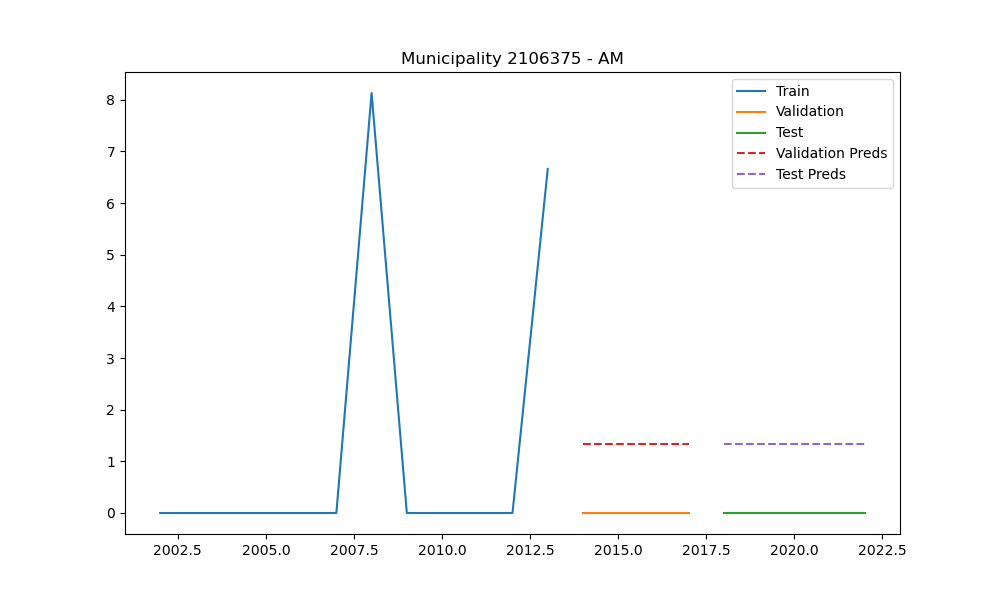 Municipality 2106375 - AM
Train
Validation
Test
Validation Preds
Test Preds
8
7
6
5
4
3
2
1
0
2002.5 2005.0 2007.5 2010.0 2012.5 2015.0 2017.5 2020.0 2022.5